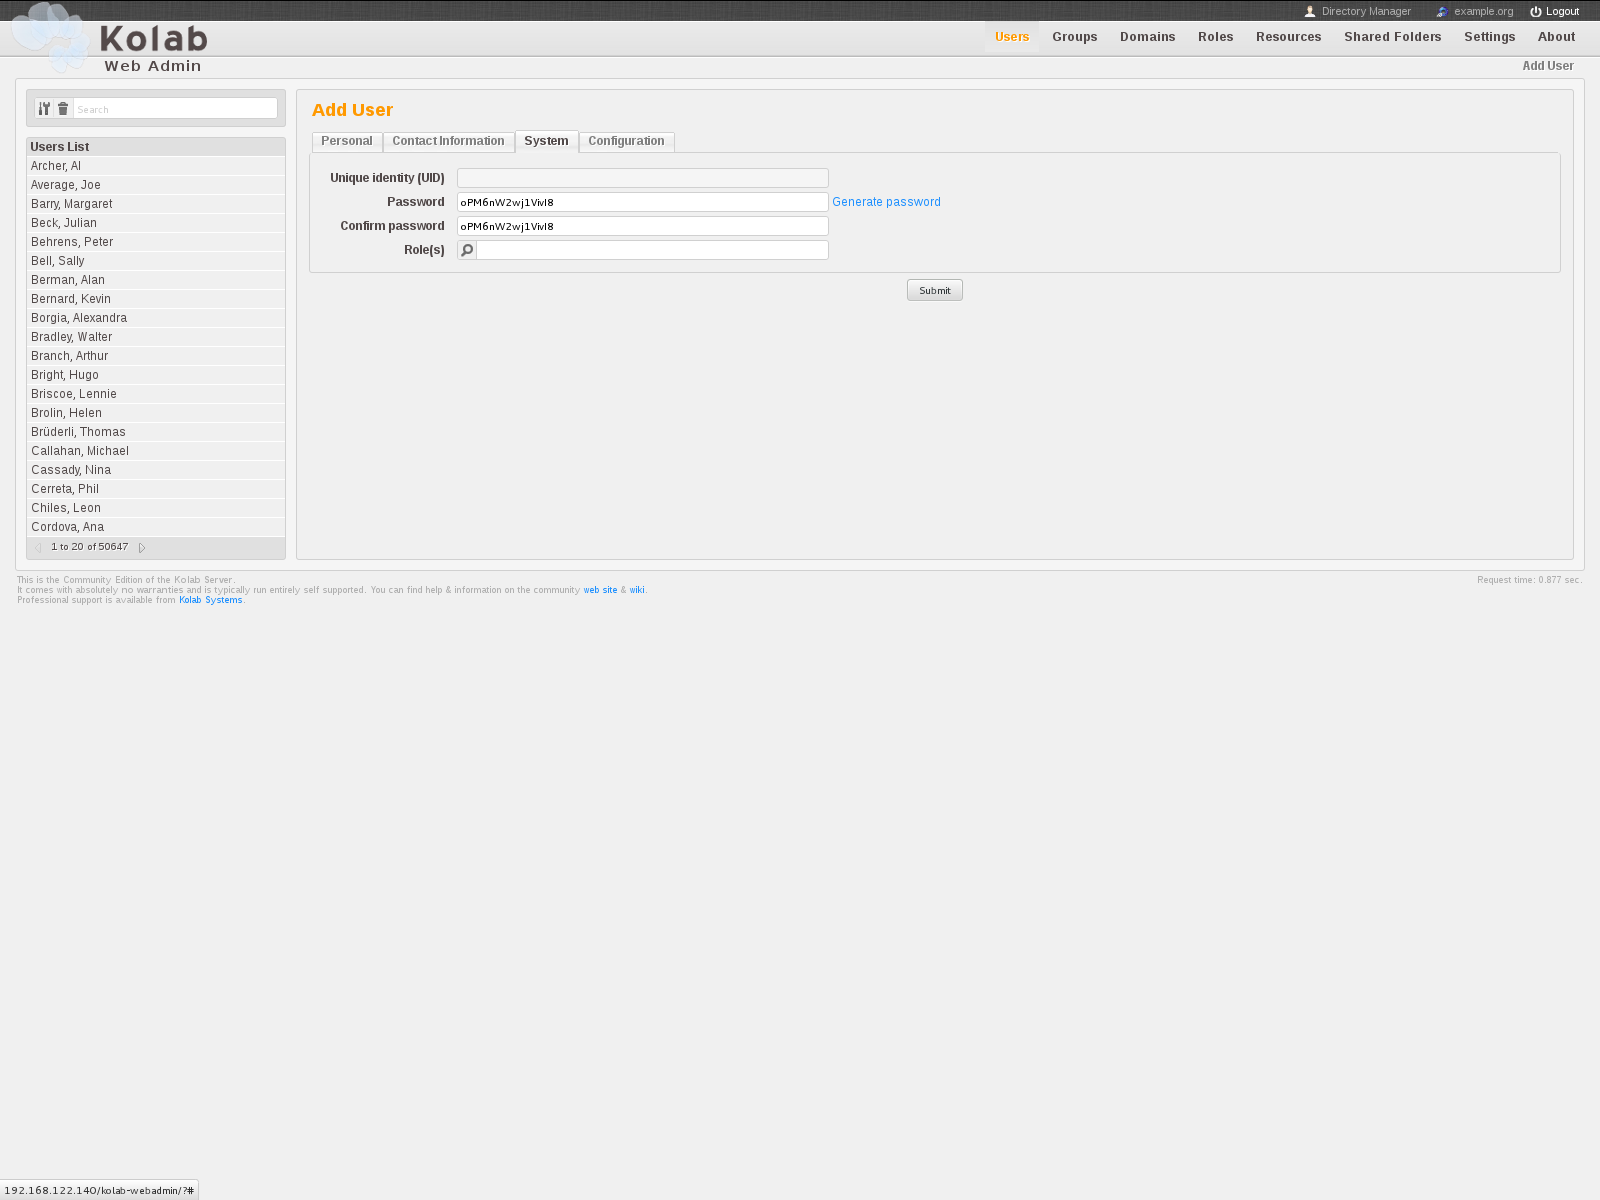 Directory Manager example.org Logout
Kolab
Web Admin
Users Groups Domains Roles Resources Shared Folders Settings About
Add User
Search
Users List
Archer, Al
Average, Joe
Barry, Margaret
Beck, Julian
Behrens, Peter
Bell, Sally
Berman, Alan
Bernard, Kevin
Borgia, Alexandra
Bradley, Walter
Branch, Arthur
Bright, Hugo
Briscoe, Lennie
Brolin, Helen
Brüderli, Thomas
Callahan, Michael
Cassady, Nina
Cerreta, Phil
Chiles, Leon
Cordova, Ana
1 to 20 of 50647
Add User
Personal Contact Information System Configuration
Unique identity (UID)
Password oPM6nW2wj1VivI8 Generate password
Confirm password oPM6nW2wj1VivI8
Role(s)
Submit
This is the Community Edition of the Kolab Server.
It comes with absolutely no warranties and is typically run entirely self supported. You can find help & information on the community web site & wiki.
Professional support is available from Kolab Systems.
Request time: 0.877 sec.
192.168.122.140/kolab-webadmin/?#